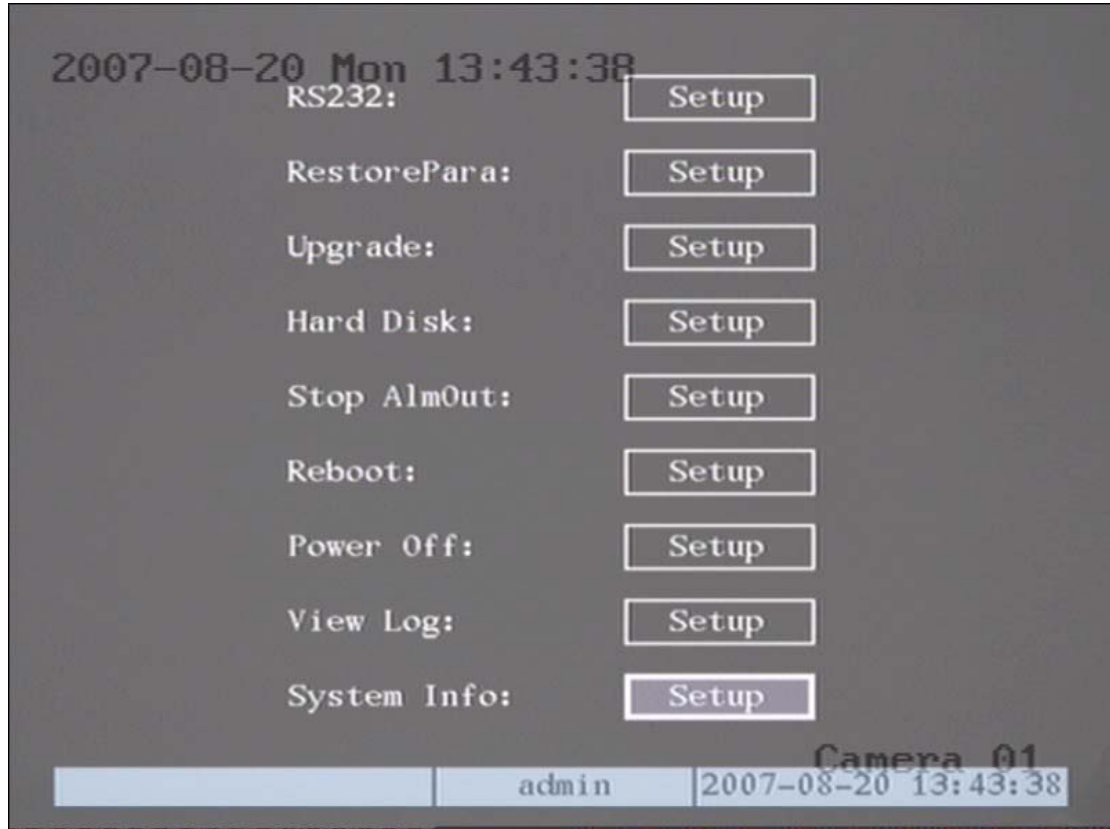 2007-08-20 Mon 13:43:38
RS232: Setup
RestorePara: Setup
Upgrade: Setup
Hard Disk: Setup
Stop AlmOut: Setup
Reboot: Setup
Power Off: Setup
View Log: Setup
System Info: Setup
Camera 01
admin 2007-08-20 13:43:38